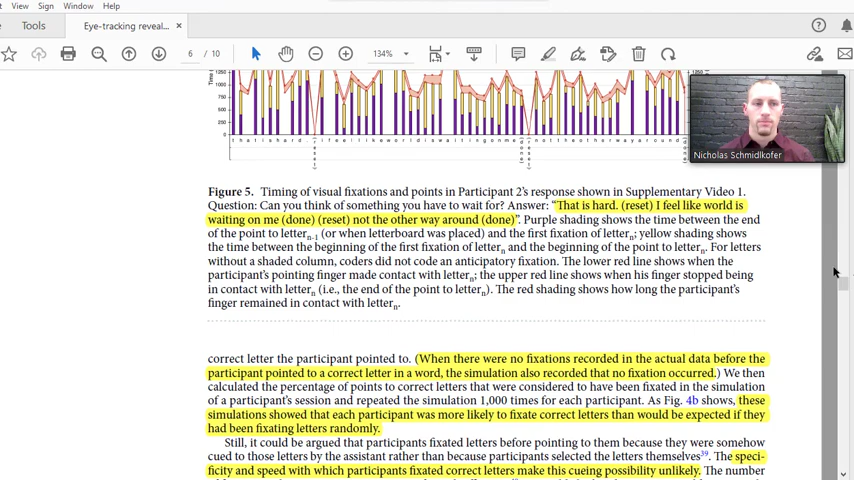 View Sign Window Help
Tools Eye-tracking reveal... ×
6 / 10 134%
Time (
1250
1000
750
500
250
0
t h a t i s h a r d . (reset) i f e e l l i k e w o r l d i s w a i t i n g o n m e (done) (reset) n o t t h e o t h e r w a y a r o u n d (done)
Nicholas Schmidlkofer
Figure 5. Timing of visual fixations and points in Participant 2's response shown in Supplementary Video 1.
Question: Can you think of something you have to wait for? Answer: "That is hard. (reset) I feel like world is
waiting on me (done) (reset) not the other way around (done)". Purple shading shows the time between the end
of the point to letterₙ₋₁ (or when letterboard was placed) and the first fixation of letterₙ; yellow shading shows
the time between the beginning of the first fixation of letterₙ and the beginning of the point to letterₙ. For letters
without a shaded column, coders did not code an anticipatory fixation. The lower red line shows when the
participant's pointing finger made contact with letterₙ; the upper red line shows when his finger stopped being
in contact with letterₙ (i.e., the end of the point to letterₙ). The red shading shows how long the participant's
finger remained in contact with letterₙ.
correct letter the participant pointed to. (When there were no fixations recorded in the actual data before the
participant pointed to a correct letter in a word, the simulation also recorded that no fixation occurred.) We then
calculated the percentage of points to correct letters that were considered to have been fixated in the simulation
of a participant's session and repeated the simulation 1,000 times for each participant. As Fig. 4b shows, these
simulations showed that each participant was more likely to fixate correct letters than would be expected if they
had been fixating letters randomly.
Still, it could be argued that participants fixated letters before pointing to them because they were somehow
cued to those letters by the assistant rather than because participants selected the letters themselves³⁹. The speci-
ficity and speed with which participants fixated correct letters make this cueing possibility unlikely. The number